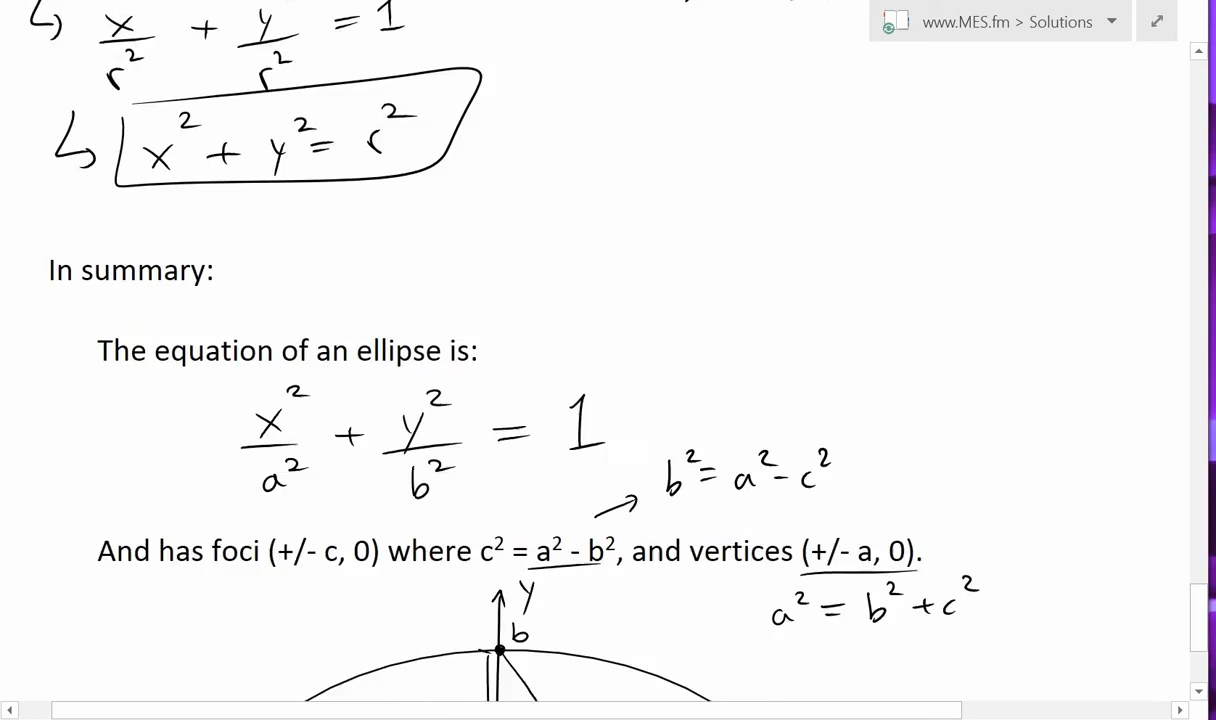 www.MES.fm > Solutions
x/r² + y/r² = 1
x² + y² = r²
In summary:
The equation of an ellipse is:
x²/a² + y²/b² = 1
b² = a² - c²
And has foci (+/- c, 0) where c² = a² - b², and vertices (+/- a, 0).
a² = b² + c²
y
b